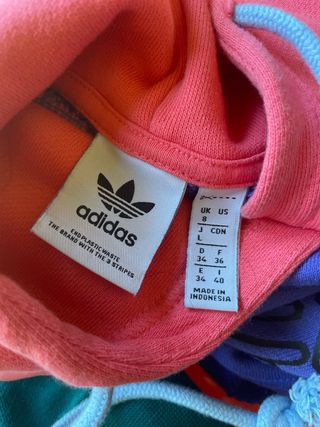 adidas
END PLASTIC WASTE
THE BRAND WITH THE 3 STRIPES
UK US
8
J CDN
L
D F
34 36
E I
34 40
MADE IN
INDONESIA